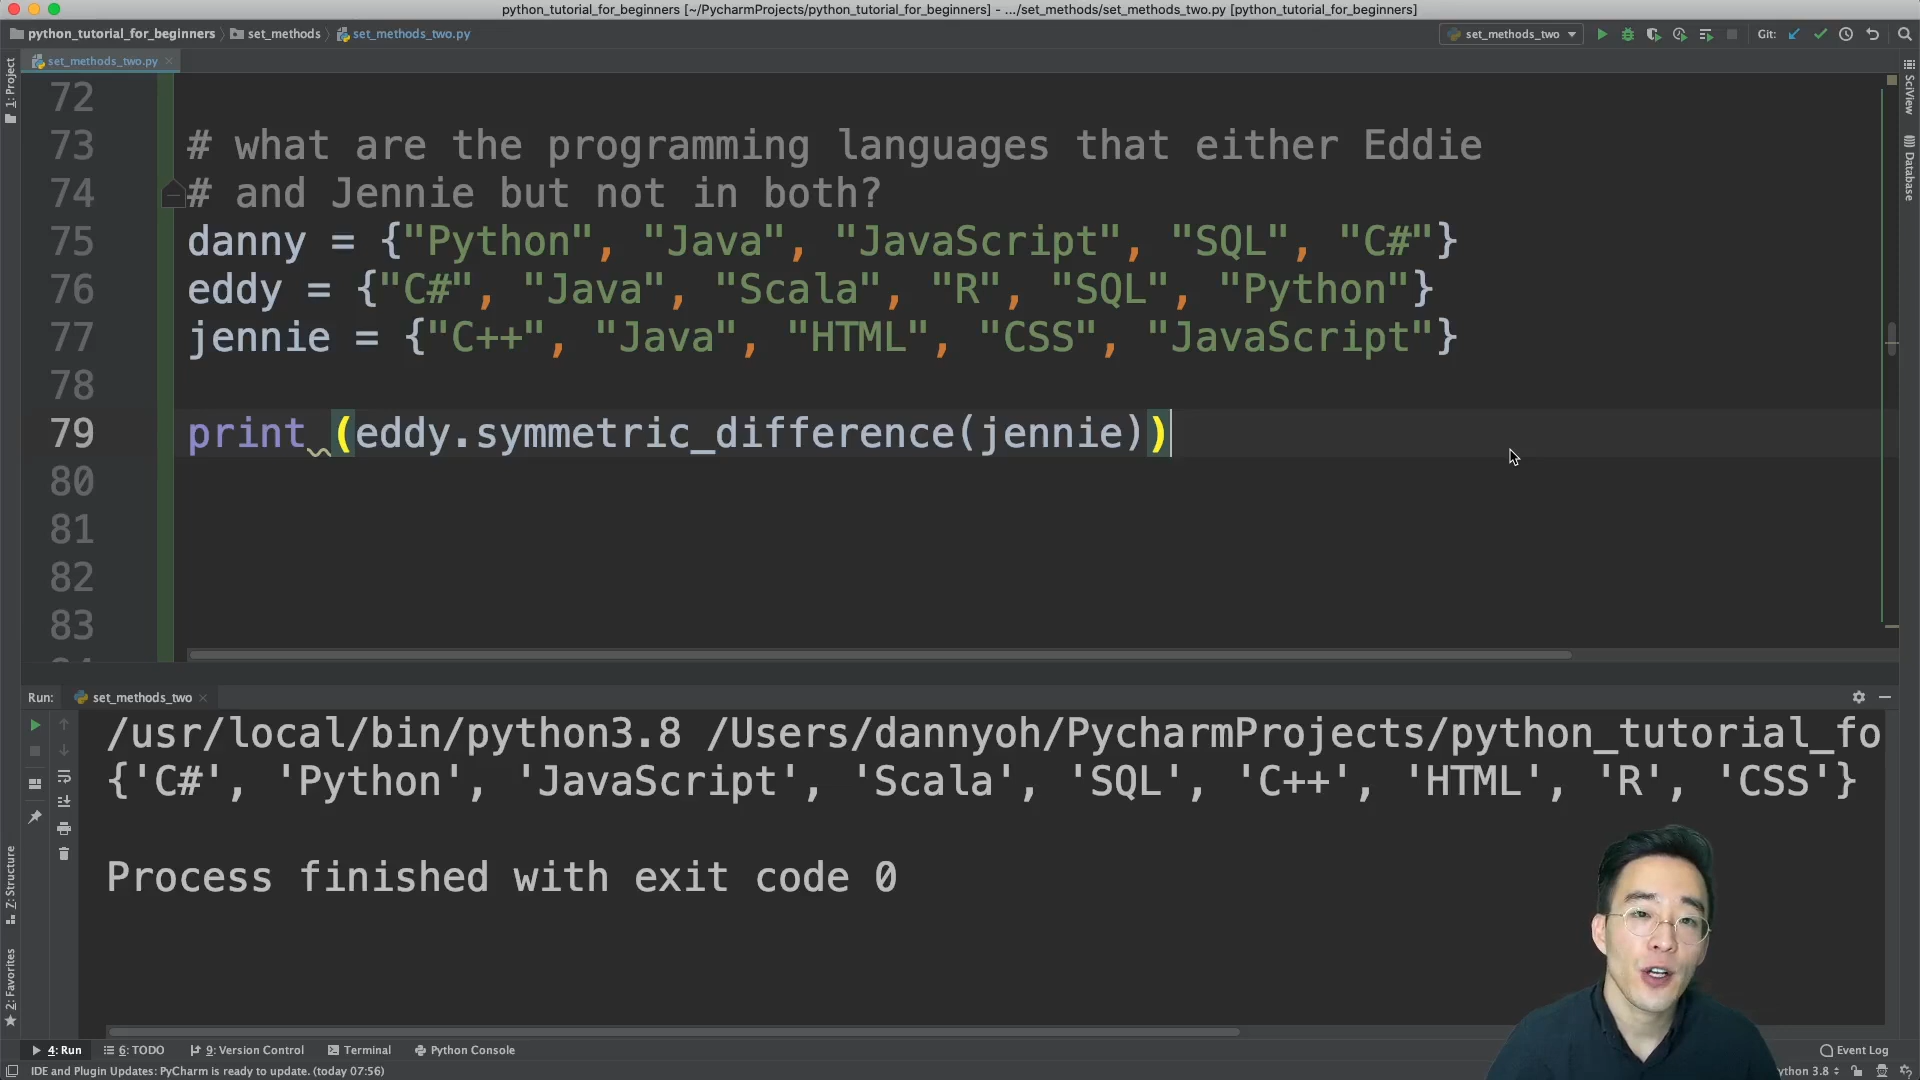 python_tutorial_for_beginners [~/PycharmProjects/python_tutorial_for_beginners] - .../set_methods/set_methods_two.py [python_tutorial_for_beginners]
python_tutorial_for_beginners set_methods set_methods_two.py set_methods_two Git:
1: Project set_methods_two.py SciView
Database
72
73 # what are the programming languages that either Eddie
74 # and Jennie but not in both?
75 danny = {"Python", "Java", "JavaScript", "SQL", "C#"}
76 eddy = {"C#", "Java", "Scala", "R", "SQL", "Python"}
77 jennie = {"C++", "Java", "HTML", "CSS", "JavaScript"}
78
79 print (eddy.symmetric_difference(jennie))
80
81
82
83
Run: set_methods_two
/usr/local/bin/python3.8 /Users/dannyoh/PycharmProjects/python_tutorial_fo
{'C#', 'Python', 'JavaScript', 'Scala', 'SQL', 'C++', 'HTML', 'R', 'CSS'}
Process finished with exit code 0
Z: Structure
2: Favorites
4: Run 6: TODO 9: Version Control Terminal Python Console Event Log
IDE and Plugin Updates: PyCharm is ready to update. (today 07:56) ython 3.8